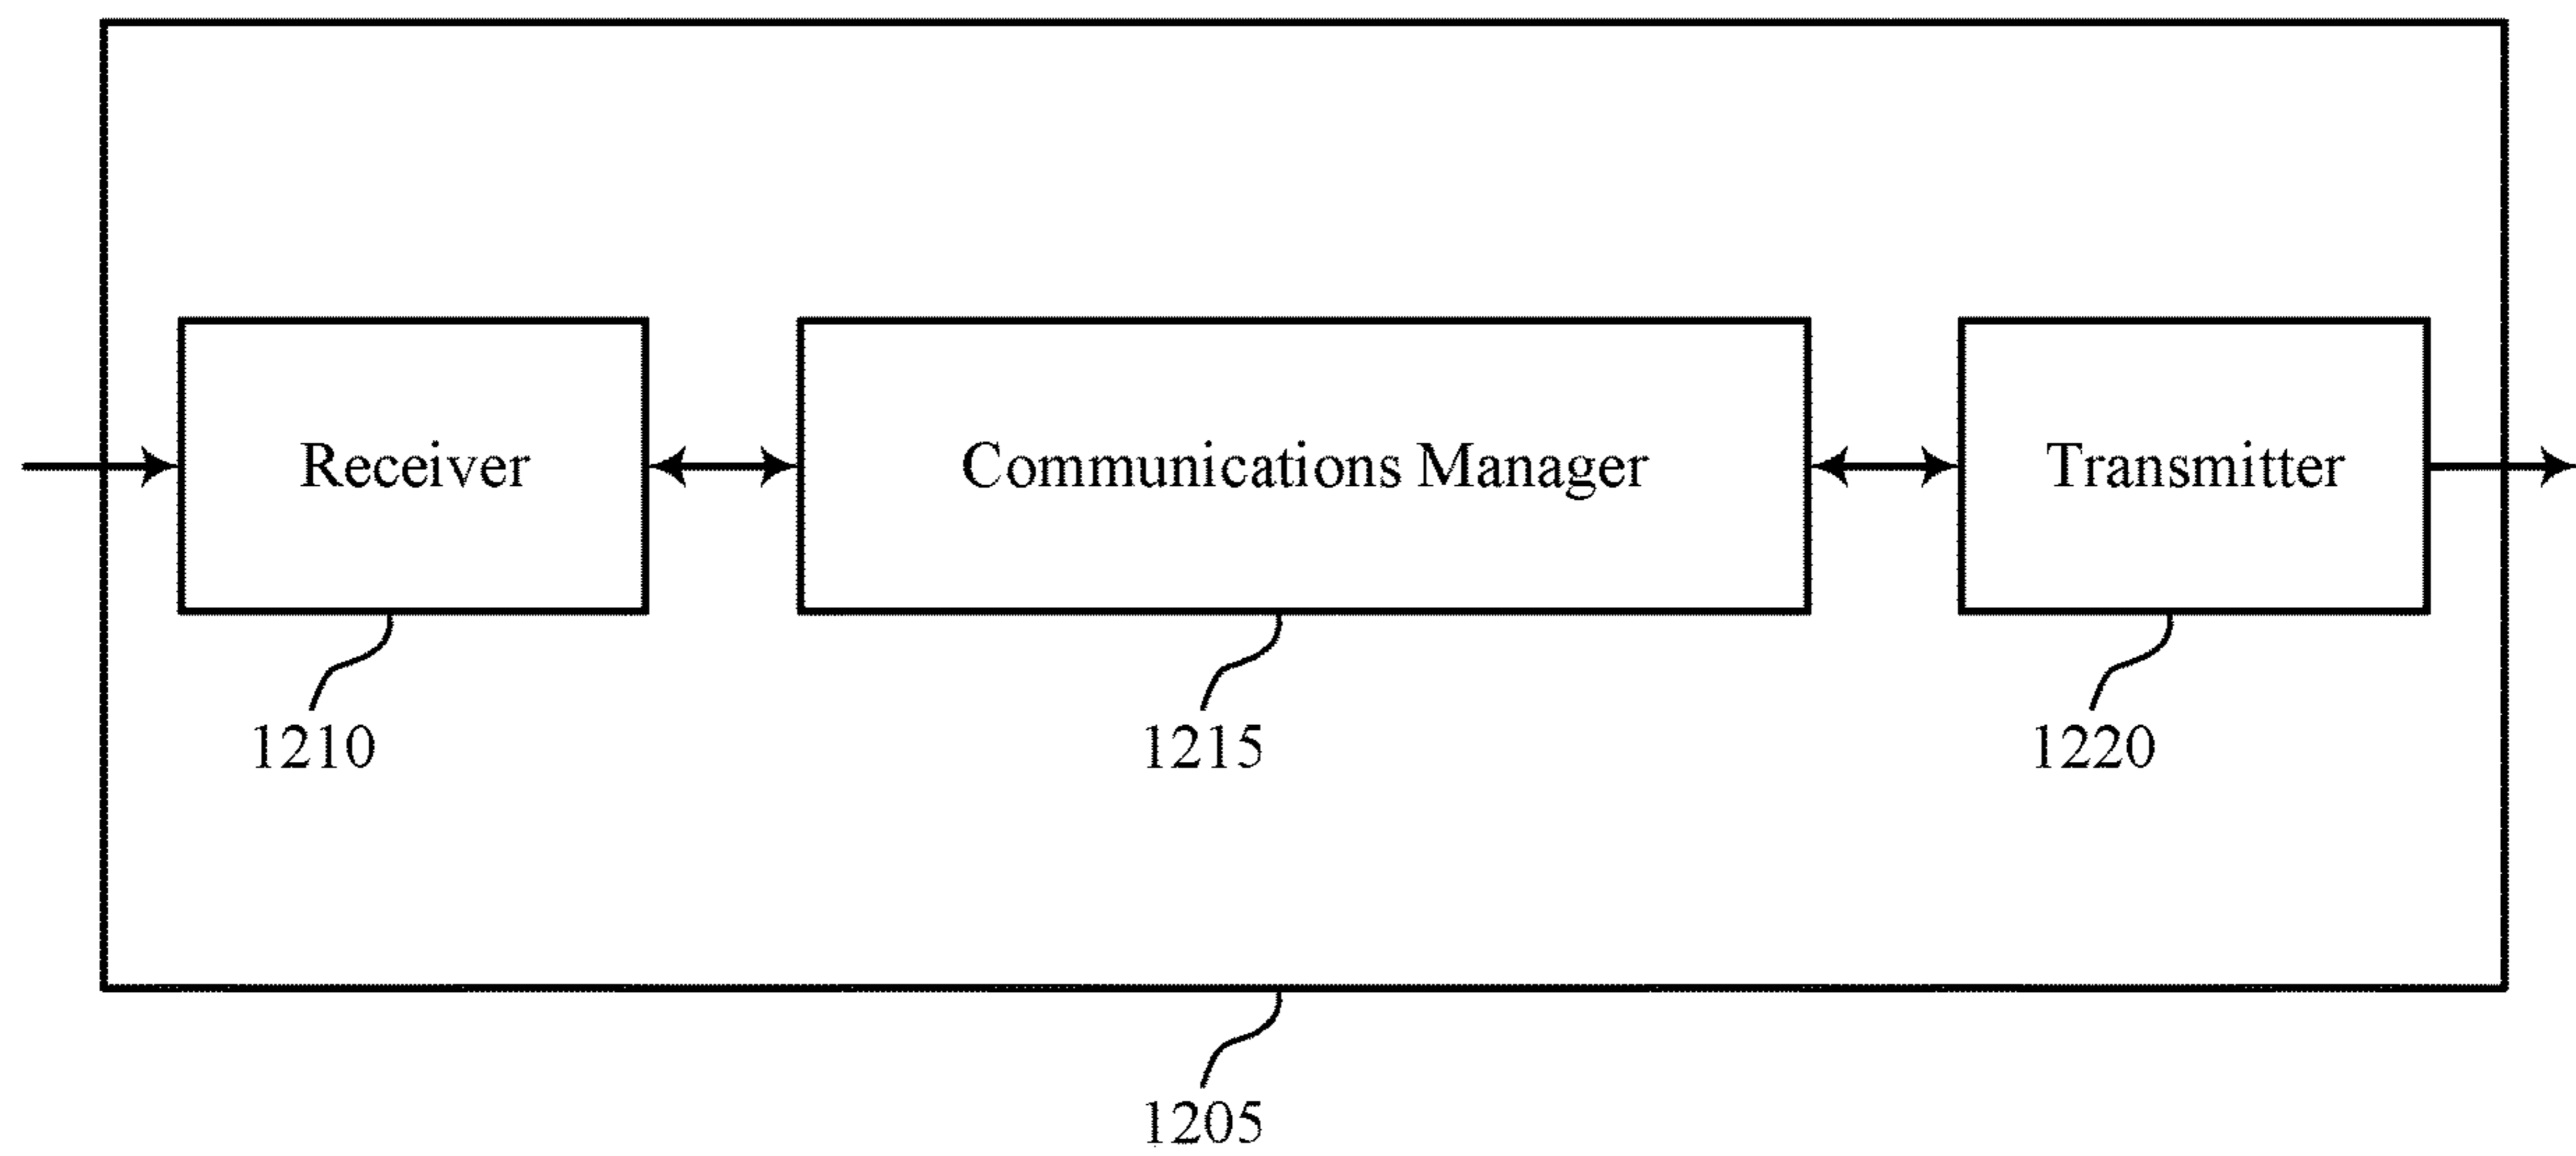 Receiver
Communications Manager
Transmitter
1210
1215
1220
1205